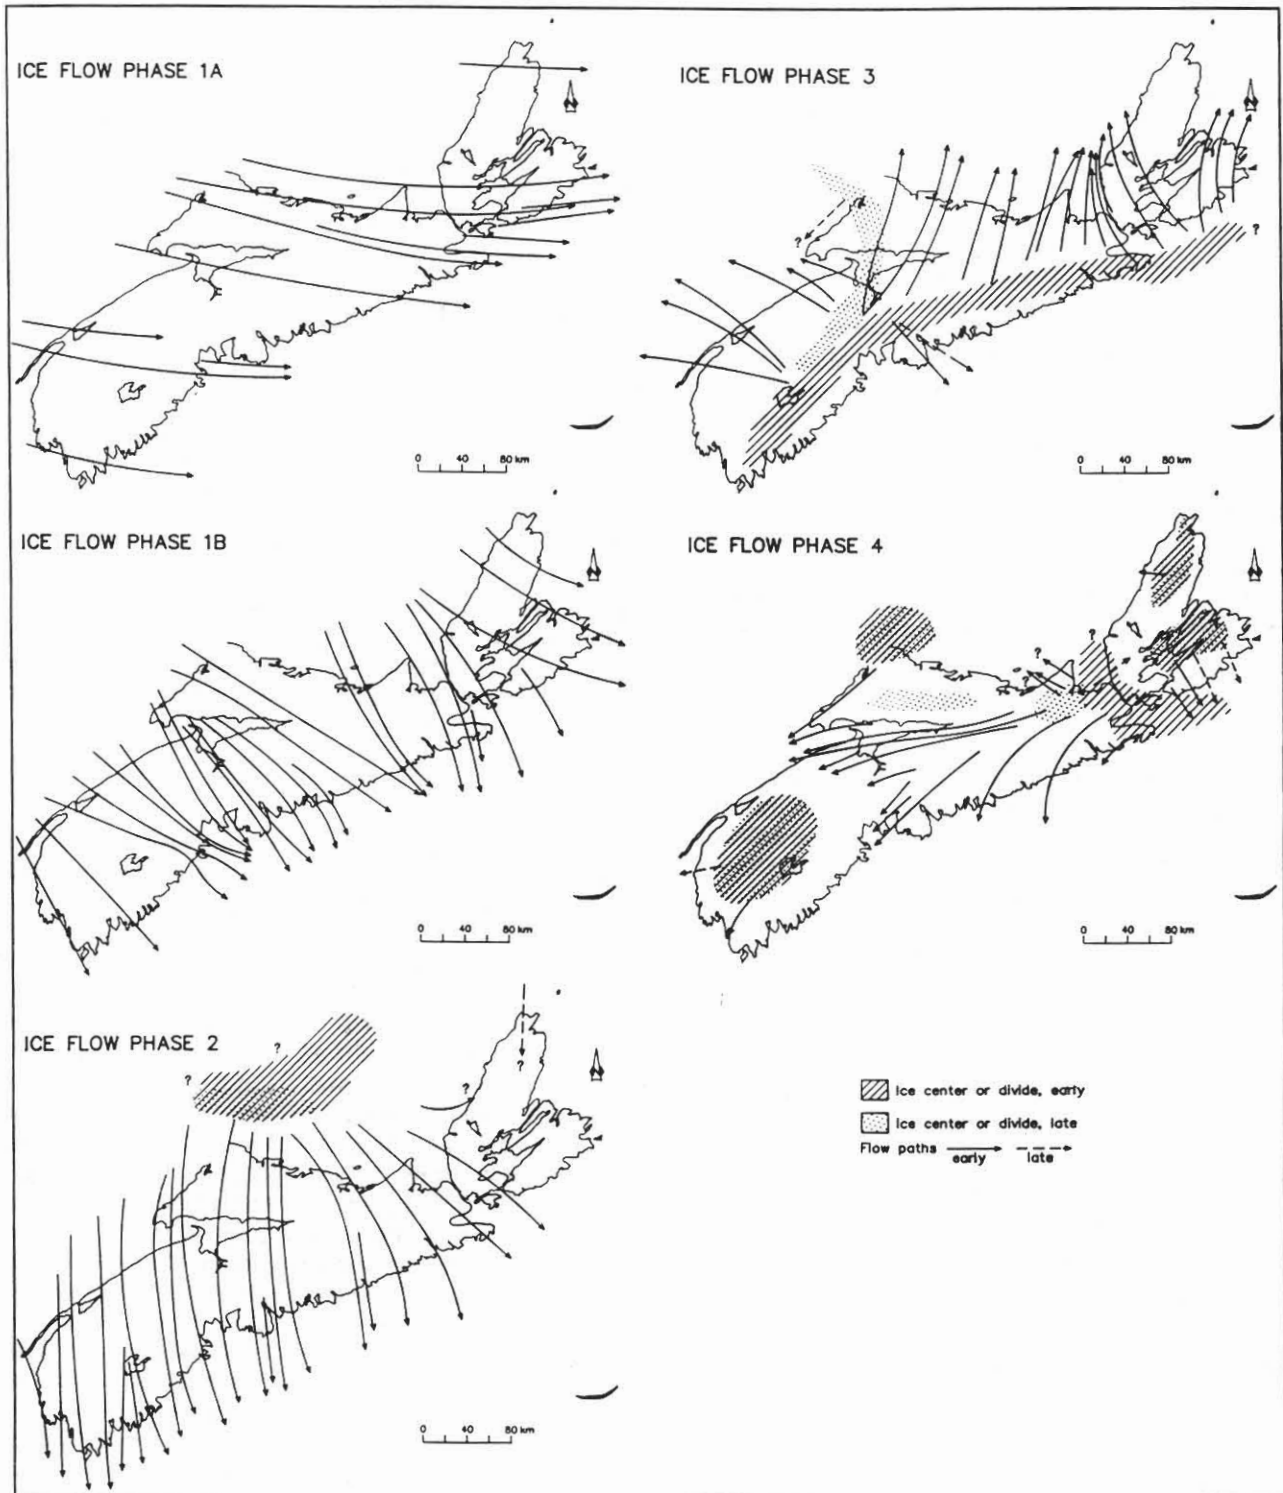 ICE FLOW PHASE 1A
0 40 80 km
ICE FLOW PHASE 1B
0 40 80 km
ICE FLOW PHASE 2
?
?
?
?
0 40 80 km
ICE FLOW PHASE 3
?
?
0 40 80 km
ICE FLOW PHASE 4
?
?
?
0 40 80 km
Ice center or divide, early
Ice center or divide, late
Flow paths early late